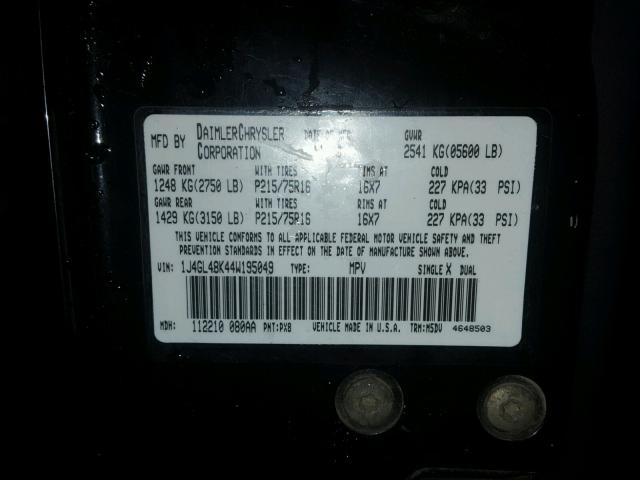 MFD BY DAIMLERCHRYSLER CORPORATION DATE OF MFR GVWR 2541 KG(05600 LB)
GAWR FRONT WITH TIRES RIMS AT COLD
1248 KG(2750 LB) P215/75R16 16X7 227 KPA(33 PSI)
GAWR REAR WITH TIRES RIMS AT COLD
1429 KG(3150 LB) P215/75R16 16X7 227 KPA(33 PSI)
THIS VEHICLE CONFORMS TO ALL APPLICABLE FEDERAL MOTOR VEHICLE SAFETY AND THEFT
PREVENTION STANDARDS IN EFFECT ON THE DATE OF MANUFACTURE SHOWN ABOVE.
VIN: 1J4GL48K44W195049 TYPE: MPV SINGLE X DUAL
MDH: 112210 080AA PNT:PX8 VEHICLE MADE IN U.S.A. TRM:M5DV 4648503